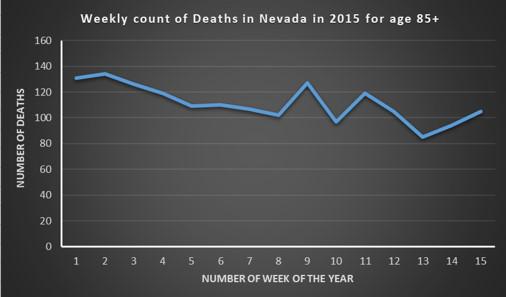 Weekly count of Deaths in Nevada in 2015 for age 85+
160
140
120
100
80
60
40
20
0
NUMBER OF DEATHS
1 2 3 4 5 6 7 8 9 10 11 12 13 14 15
NUMBER OF WEEK OF THE YEAR